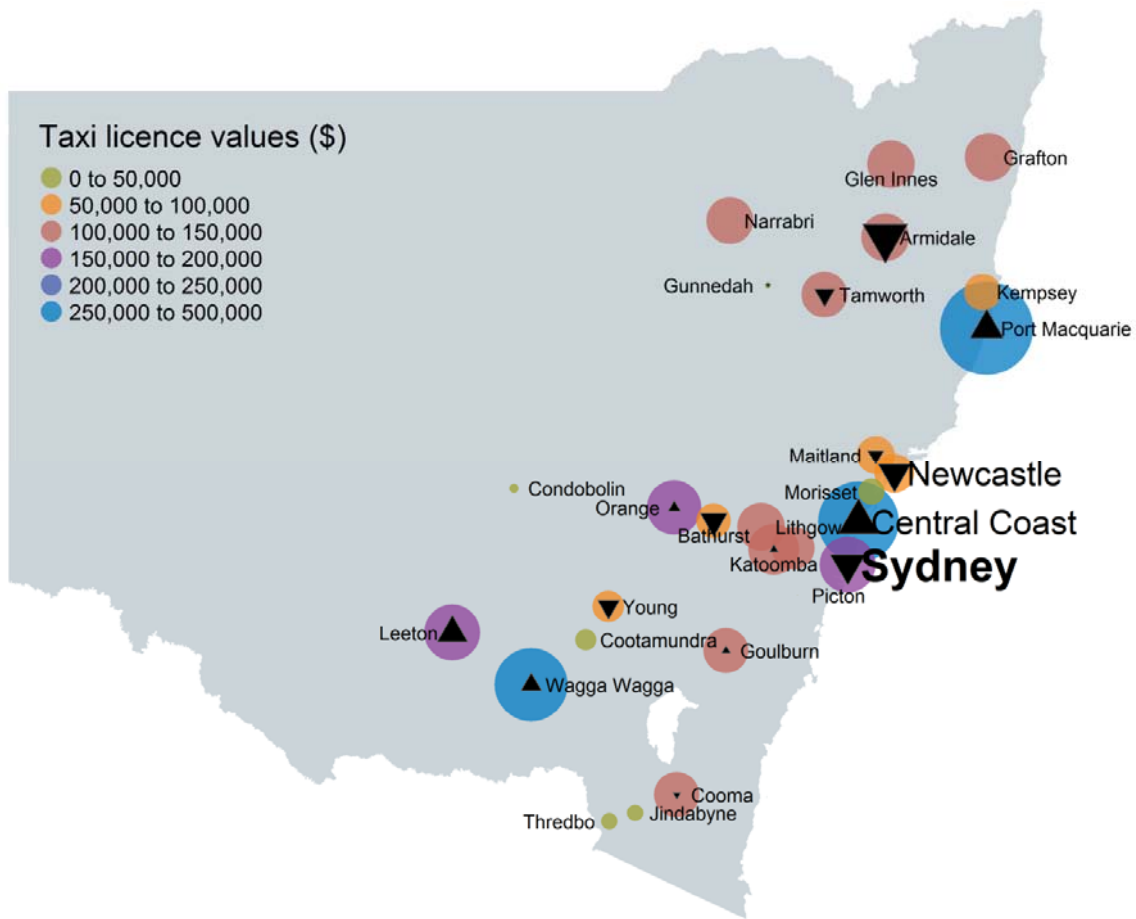 Taxi licence values ($)
0 to 50,000
50,000 to 100,000
100,000 to 150,000
150,000 to 200,000
200,000 to 250,000
250,000 to 500,000
Grafton
Glen Innes
Narrabri
Armidale
Gunnedah
Tamworth
Kempsey
Port Macquarie
Maitland
Newcastle
Condobolin
Morisset
Orange
Lithgow
Central Coast
Bathurst
Katoomba
Sydney
Picton
Young
Leeton
Cootamundra
Goulburn
Wagga Wagga
Cooma
Jindabyne
Thredbo